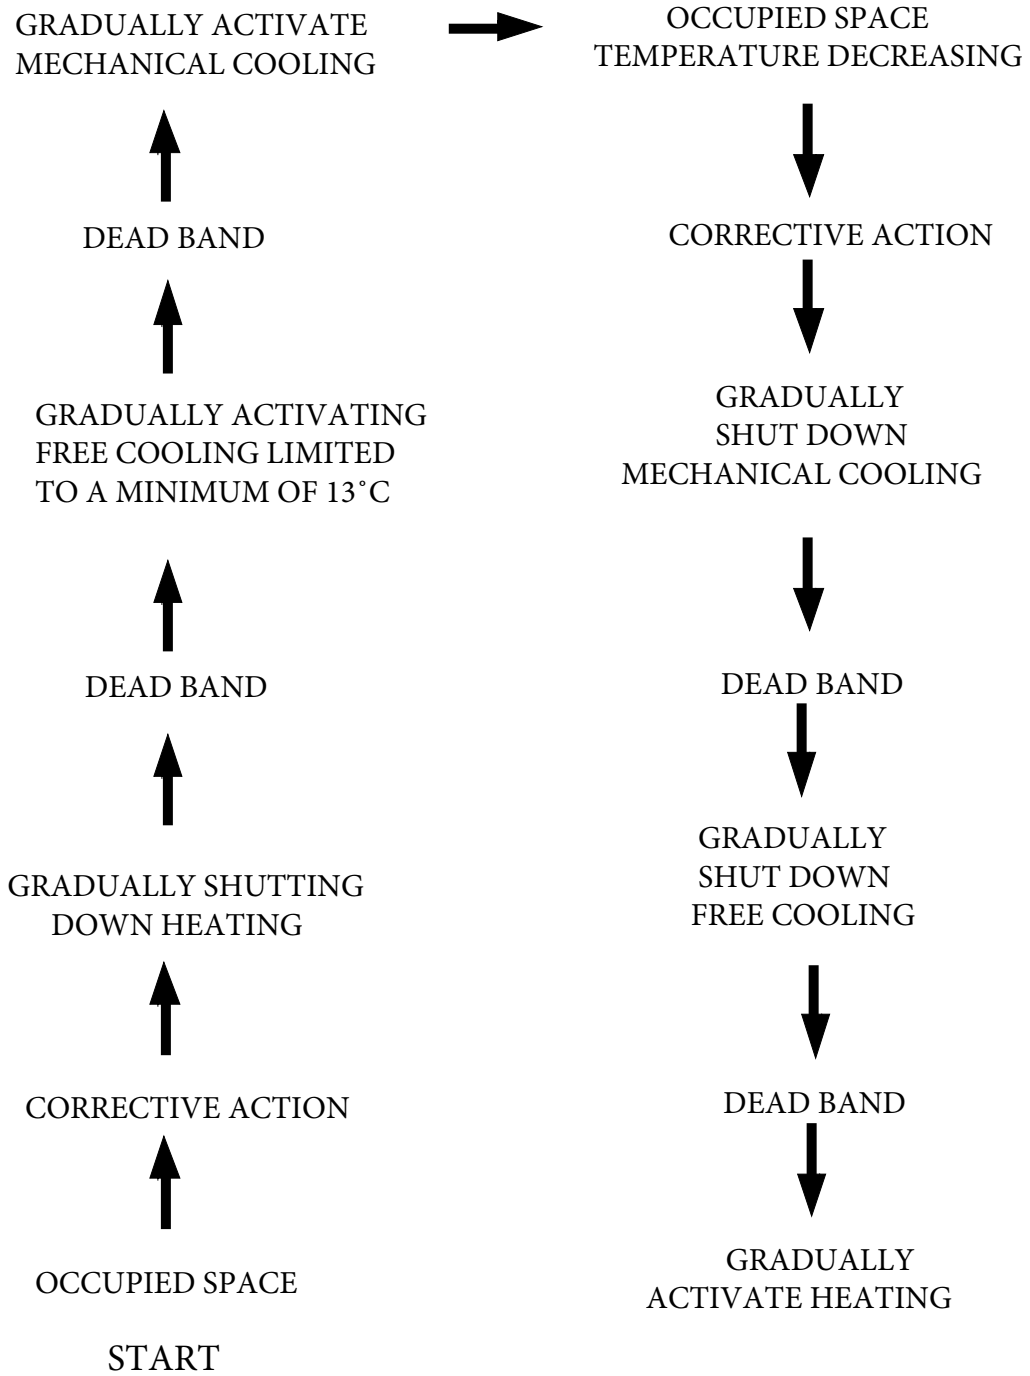 GRADUALLY ACTIVATE
MECHANICAL COOLING
OCCUPIED SPACE
TEMPERATURE DECREASING
DEAD BAND
CORRECTIVE ACTION
GRADUALLY ACTIVATING
FREE COOLING LIMITED
TO A MINIMUM OF 13°C
GRADUALLY
SHUT DOWN
MECHANICAL COOLING
DEAD BAND
DEAD BAND
GRADUALLY SHUTTING
DOWN HEATING
GRADUALLY
SHUT DOWN
FREE COOLING
CORRECTIVE ACTION
DEAD BAND
OCCUPIED SPACE
GRADUALLY
ACTIVATE HEATING
START